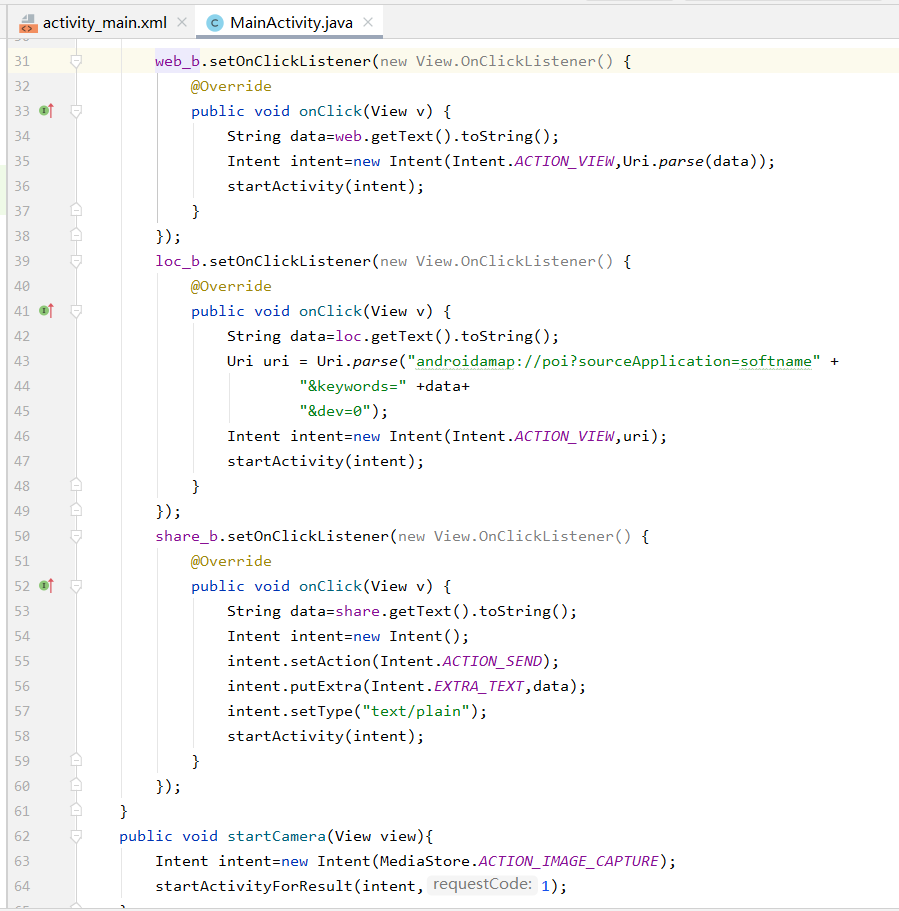 activity_main.xml
MainActivity.java
31 web_b.setOnClickListener(new View.OnClickListener() {
32 @Override
33 public void onClick(View v) {
34 String data=web.getText().toString();
35 Intent intent=new Intent(Intent.ACTION_VIEW,Uri.parse(data));
36 startActivity(intent);
37 }
38 });
39 loc_b.setOnClickListener(new View.OnClickListener() {
40 @Override
41 public void onClick(View v) {
42 String data=loc.getText().toString();
43 Uri uri = Uri.parse("androidamap://poi?sourceApplication=softname" +
44 "&keywords=" +data+
45 "&dev=0");
46 Intent intent=new Intent(Intent.ACTION_VIEW,uri);
47 startActivity(intent);
48 }
49 });
50 share_b.setOnClickListener(new View.OnClickListener() {
51 @Override
52 public void onClick(View v) {
53 String data=share.getText().toString();
54 Intent intent=new Intent();
55 intent.setAction(Intent.ACTION_SEND);
56 intent.putExtra(Intent.EXTRA_TEXT,data);
57 intent.setType("text/plain");
58 startActivity(intent);
59 }
60 });
61 }
62 public void startCamera(View view){
63 Intent intent=new Intent(MediaStore.ACTION_IMAGE_CAPTURE);
64 startActivityForResult(intent, requestCode: 1);